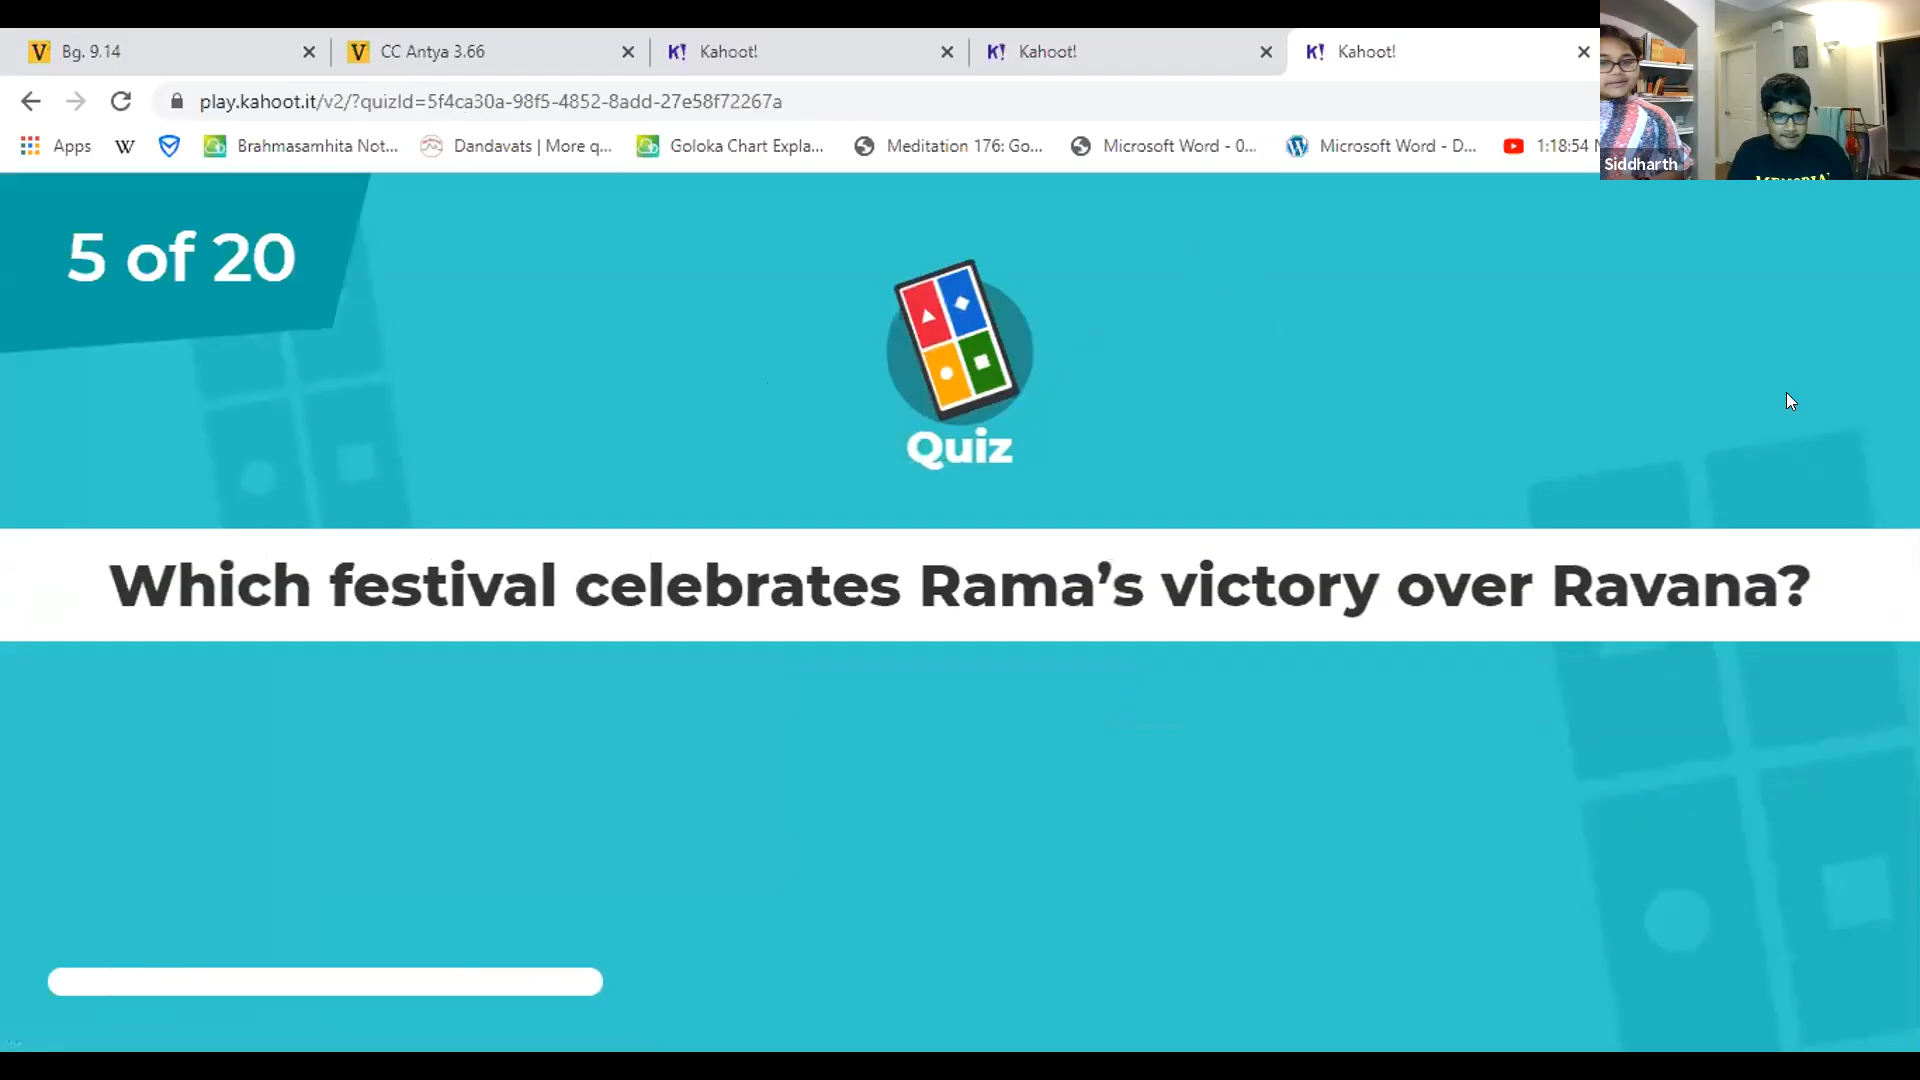 Bg. 9.14
CC Antya 3.66
Kahoot!
Kahoot!
Kahoot!
play.kahoot.it/v2/?quizId=5f4ca30a-98f5-4852-8add-27e58f72267a
Apps
Brahmasamhita Not...
Dandavats | More q...
Goloka Chart Expla...
Meditation 176: Go...
Microsoft Word - 0...
Microsoft Word - D...
1:18:54
Siddharth
5 of 20
Quiz
Which festival celebrates Rama’s victory over Ravana?